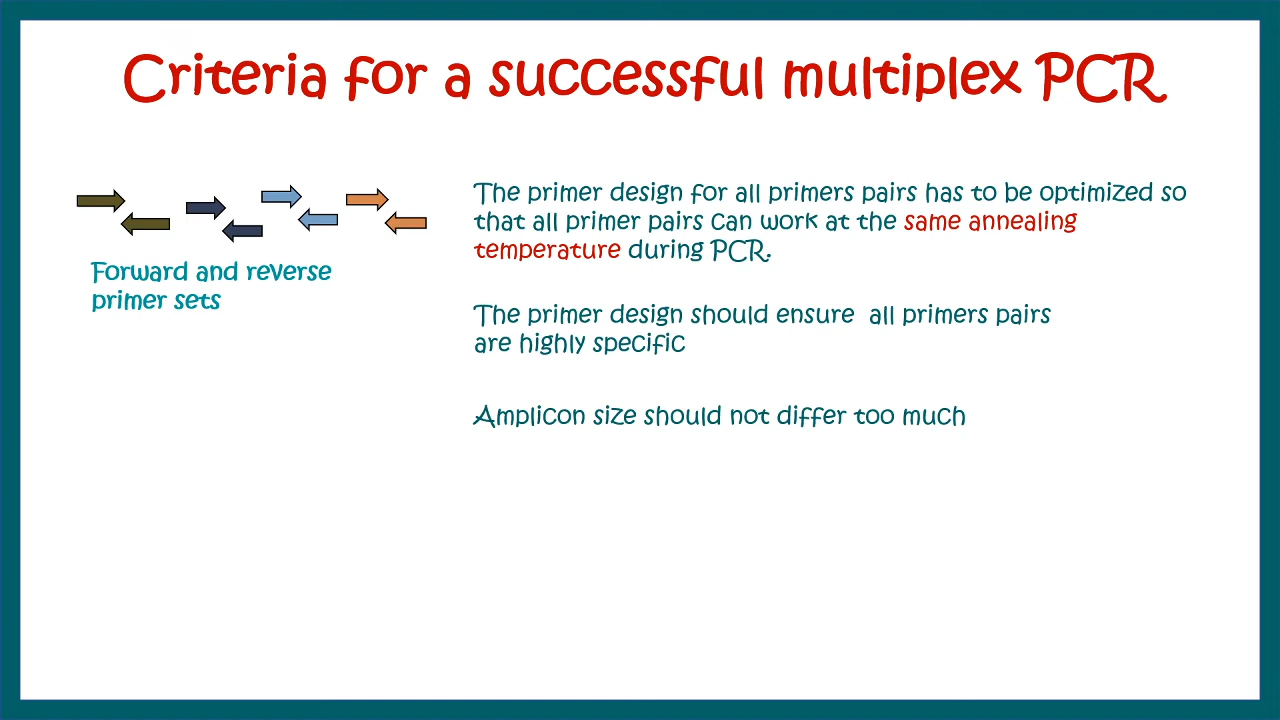 Criteria for a successful multiplex PCR
Forward and reverse
primer sets
The primer design for all primers pairs has to be optimized so
that all primer pairs can work at the same annealing
temperature during PCR.
The primer design should ensure  all primers pairs
are highly specific
Amplicon size should not differ too much